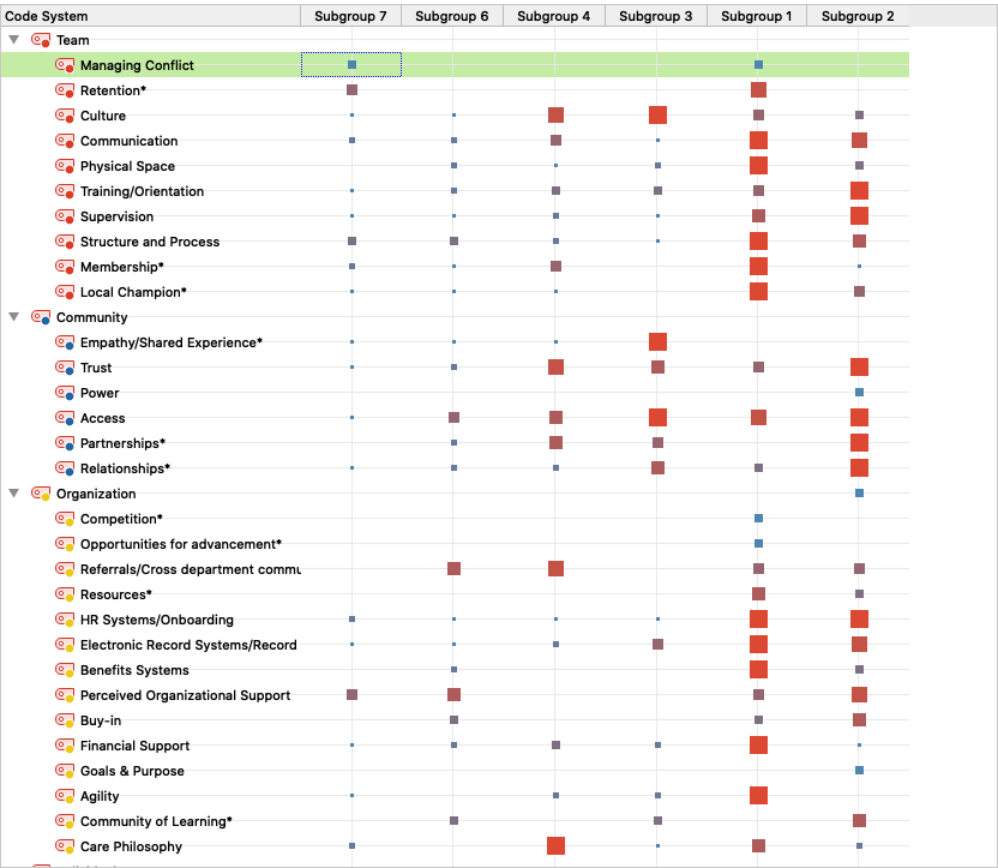 Code System Subgroup 7 Subgroup 6 Subgroup 4 Subgroup 3 Subgroup 1 Subgroup 2
Team
Managing Conflict
Retention*
Culture
Communication
Physical Space
Training/Orientation
Supervision
Structure and Process
Membership*
Local Champion*
Community
Empathy/Shared Experience*
Trust
Power
Access
Partnerships*
Relationships*
Organization
Competition*
Opportunities for advancement*
Referrals/Cross department commu
Resources*
HR Systems/Onboarding
Electronic Record Systems/Record
Benefits Systems
Perceived Organizational Support
Buy-in
Financial Support
Goals & Purpose
Agility
Community of Learning*
Care Philosophy